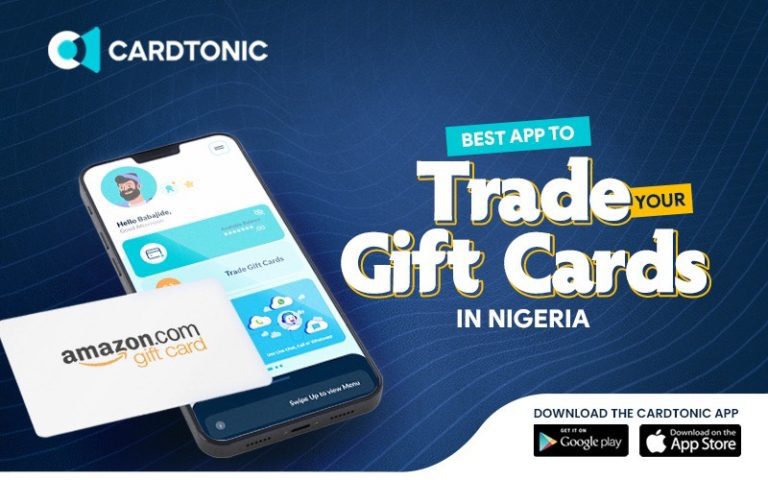 CARDTONIC
BEST APP TO
Trade
YOUR
Gift Cards
IN NIGERIA
Hello Babajide,
Good Afternoon
Available Balance
Trade Gift Cards
Use Live Chat, Call or Whatsapp
Swipe Up to view Menu
amazon.com
gift card
DOWNLOAD THE CARDTONIC APP
GET IT ON
Google play
Download on the
App Store